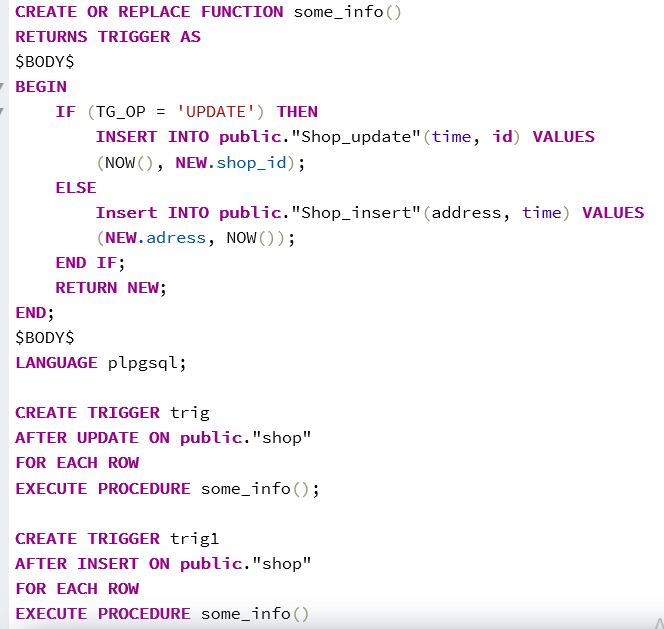 CREATE OR REPLACE FUNCTION some_info()
RETURNS TRIGGER AS
$BODY$
BEGIN
    IF (TG_OP = 'UPDATE') THEN
        INSERT INTO public."Shop_update"(time, id) VALUES
        (NOW(), NEW.shop_id);
    ELSE
        Insert INTO public."Shop_insert"(address, time) VALUES
        (NEW.adress, NOW());
    END IF;
    RETURN NEW;
END;
$BODY$
LANGUAGE plpgsql;

CREATE TRIGGER trig
AFTER UPDATE ON public."shop"
FOR EACH ROW
EXECUTE PROCEDURE some_info();

CREATE TRIGGER trig1
AFTER INSERT ON public."shop"
FOR EACH ROW
EXECUTE PROCEDURE some_info()